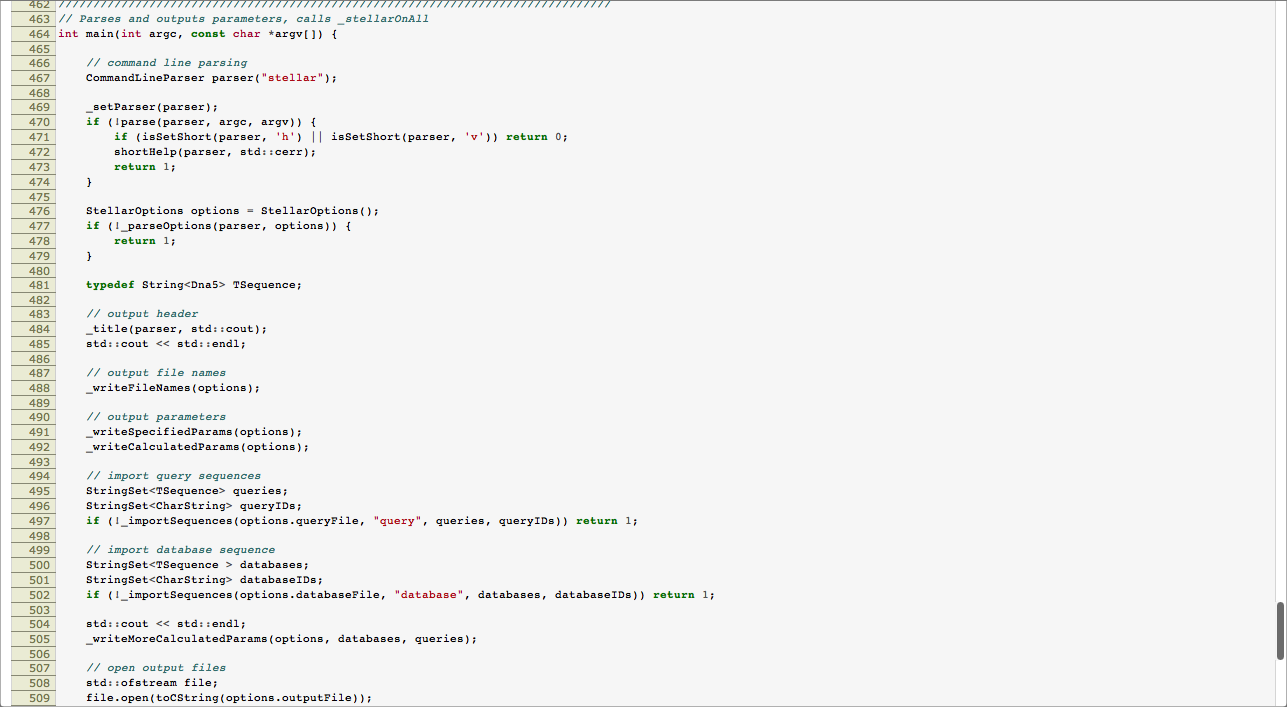 462 ///////////////////////////////////////////////////////////////////////////////
463 // Parses and outputs parameters, calls _stellarOnAll
464 int main(int argc, const char *argv[]) {
465
466     // command line parsing
467     CommandLineParser parser("stellar");
468
469     _setParser(parser);
470     if (!parse(parser, argc, argv)) {
471         if (isSetShort(parser, 'h') || isSetShort(parser, 'v')) return 0;
472         shortHelp(parser, std::cerr);
473         return 1;
474     }
475
476     StellarOptions options = StellarOptions();
477     if (!_parseOptions(parser, options)) {
478         return 1;
479     }
480
481     typedef String<Dna5> TSequence;
482
483     // output header
484     _title(parser, std::cout);
485     std::cout << std::endl;
486
487     // output file names
488     _writeFileNames(options);
489
490     // output parameters
491     _writeSpecifiedParams(options);
492     _writeCalculatedParams(options);
493
494     // import query sequences
495     StringSet<TSequence> queries;
496     StringSet<CharString> queryIDs;
497     if (!_importSequences(options.queryFile, "query", queries, queryIDs)) return 1;
498
499     // import database sequence
500     StringSet<TSequence > databases;
501     StringSet<CharString> databaseIDs;
502     if (!_importSequences(options.databaseFile, "database", databases, databaseIDs)) return 1;
503
504     std::cout << std::endl;
505     _writeMoreCalculatedParams(options, databases, queries);
506
507     // open output files
508     std::ofstream file;
509     file.open(toCString(options.outputFile));